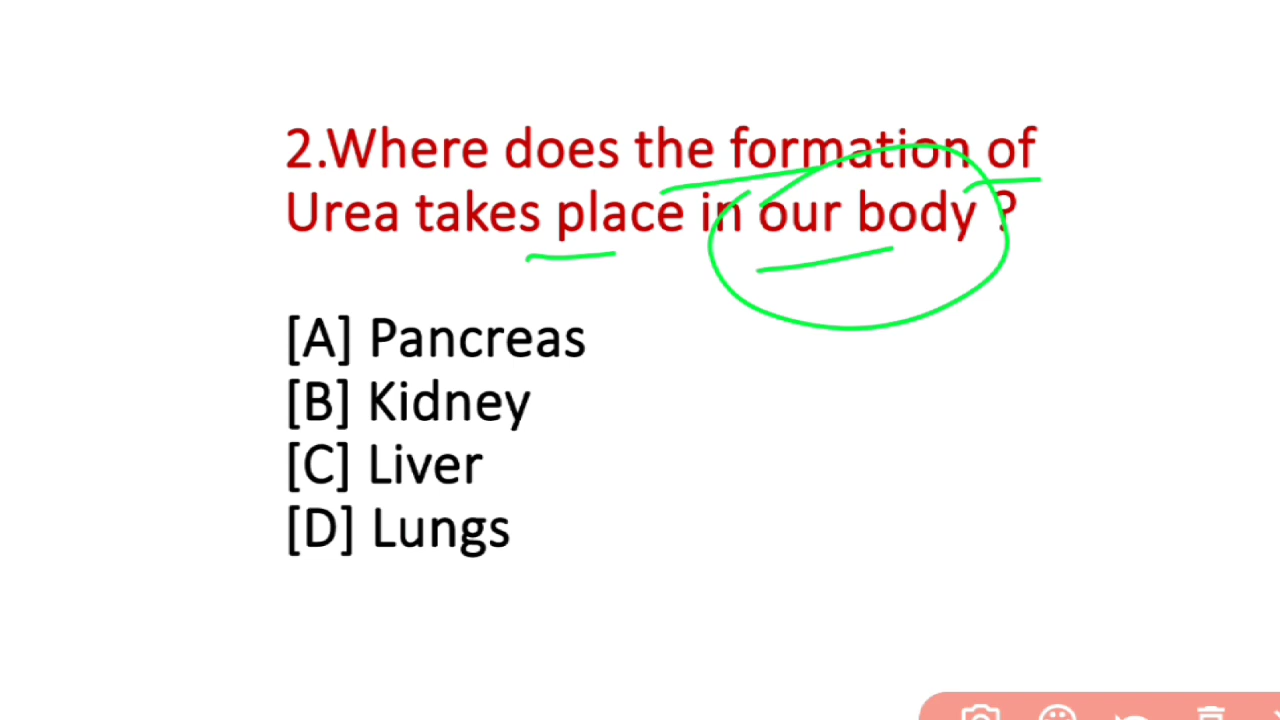 2.Where does the formation of
Urea takes place in our body ?
[A] Pancreas
[B] Kidney
[C] Liver
[D] Lungs